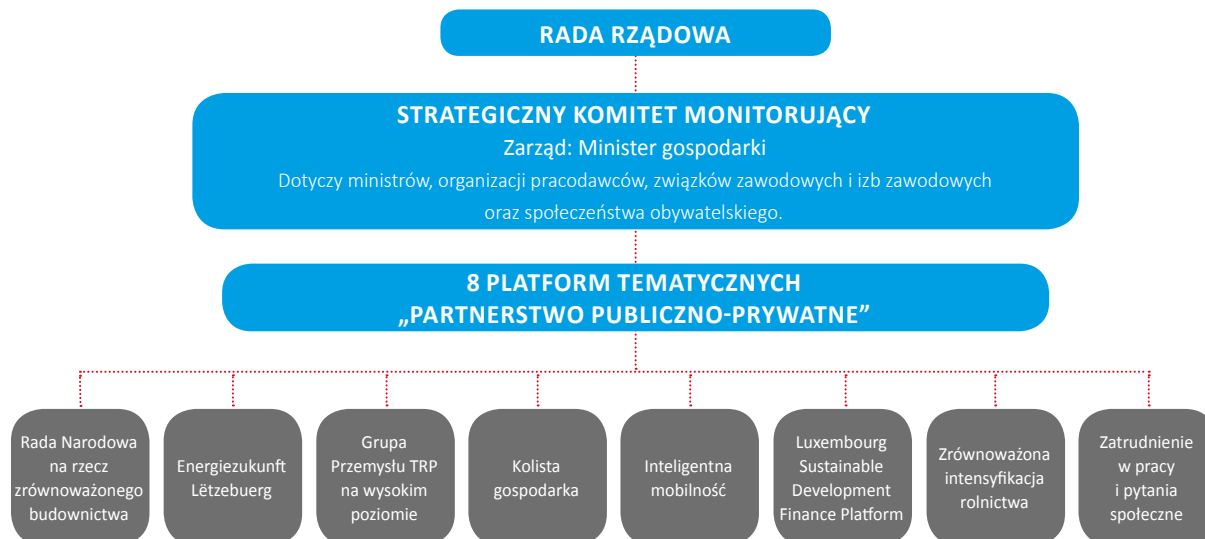 RADA RZĄDOWA
STRATEGICZNY KOMITET MONITORUJĄCY
Zarząd: Minister gospodarki
Dotyczy ministrów, organizacji pracodawców, związków zawodowych i izb zawodowych
oraz społeczeństwa obywatelskiego.
8 PLATFORM TEMATYCZNYCH
„PARTNERSTWO PUBLICZNO-PRYWATNE”
Rada Narodowa
na rzecz
zrównoważonego
budownictwa
Energiezukunft
Lëtzebuerg
Grupa
Przemysłu TRP
na wysokim
poziomie
Kolista
gospodarka
Inteligentna
mobilność
Luxembourg
Sustainable
Development
Finance Platform
Zrównoważona
intensyfikacja
rolnictwa
Zatrudnienie
w pracy
i pytania
społeczne